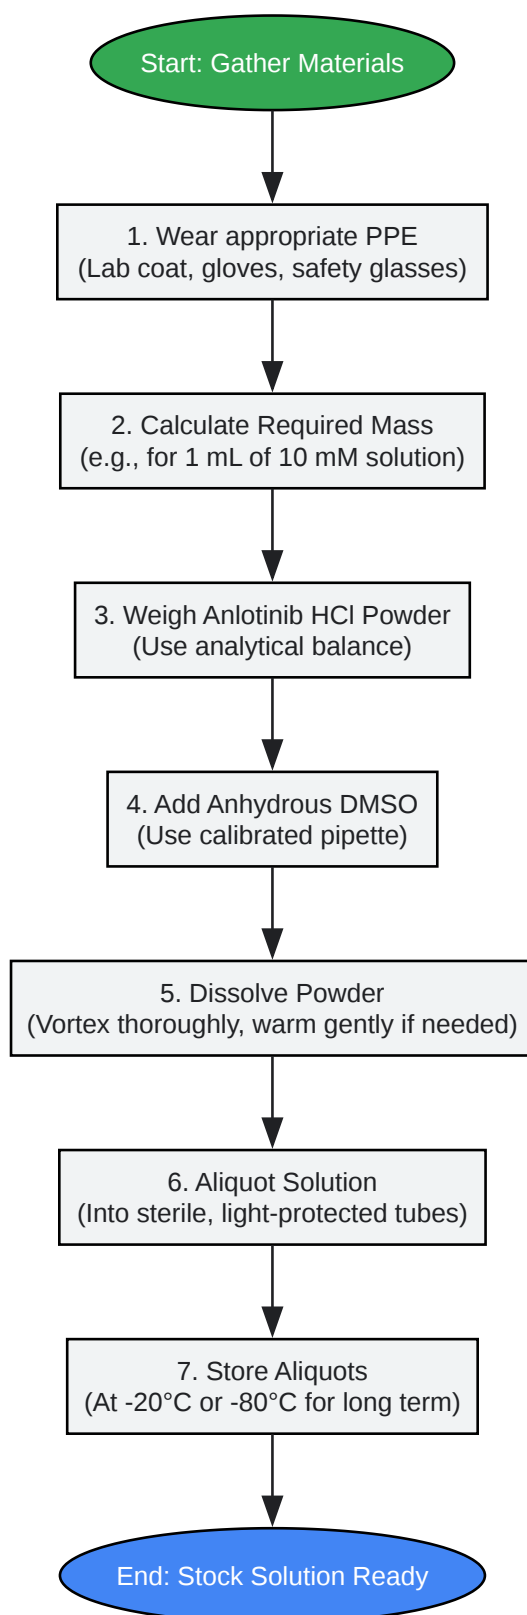 Start: Gather Materials
1. Wear appropriate PPE
(Lab coat, gloves, safety glasses)
2. Calculate Required Mass
(e.g., for 1 mL of 10 mM solution)
3. Weigh Anlotinib HCl Powder
(Use analytical balance)
4. Add Anhydrous DMSO
(Use calibrated pipette)
5. Dissolve Powder
(Vortex thoroughly, warm gently if needed)
6. Aliquot Solution
(Into sterile, light-protected tubes)
7. Store Aliquots
(At -20°C or -80°C for long term)
End: Stock Solution Ready